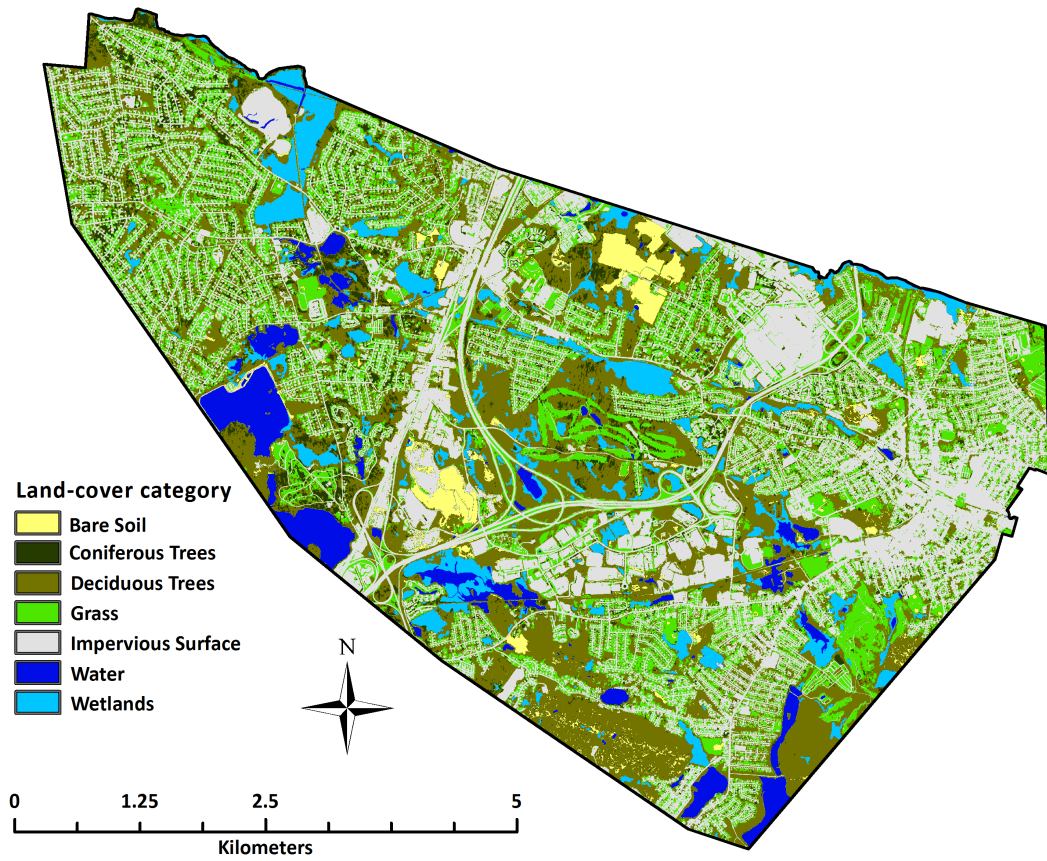 Land-cover category
Bare Soil
Coniferous Trees
Deciduous Trees
Grass
Impervious Surface
Water
Wetlands
N
0 1.25 2.5 5
Kilometers